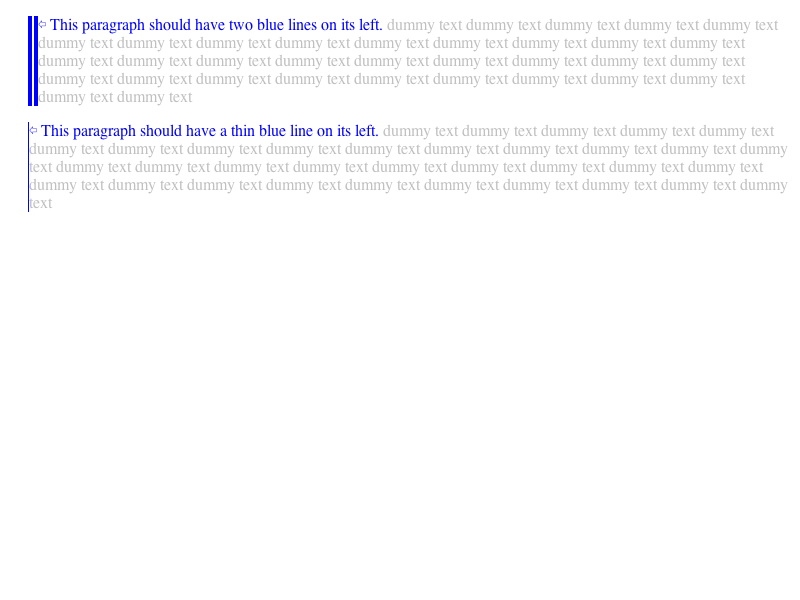 ⇦ This paragraph should have two blue lines on its left. dummy text dummy text dummy text dummy text dummy text
dummy text dummy text dummy text dummy text dummy text dummy text dummy text dummy text dummy text
dummy text dummy text dummy text dummy text dummy text dummy text dummy text dummy text dummy text
dummy text dummy text dummy text dummy text dummy text dummy text dummy text dummy text dummy text
dummy text dummy text
⇦ This paragraph should have a thin blue line on its left. dummy text dummy text dummy text dummy text dummy text
dummy text dummy text dummy text dummy text dummy text dummy text dummy text dummy text dummy text dummy
text dummy text dummy text dummy text dummy text dummy text dummy text dummy text dummy text dummy text
dummy text dummy text dummy text dummy text dummy text dummy text dummy text dummy text dummy text dummy
text